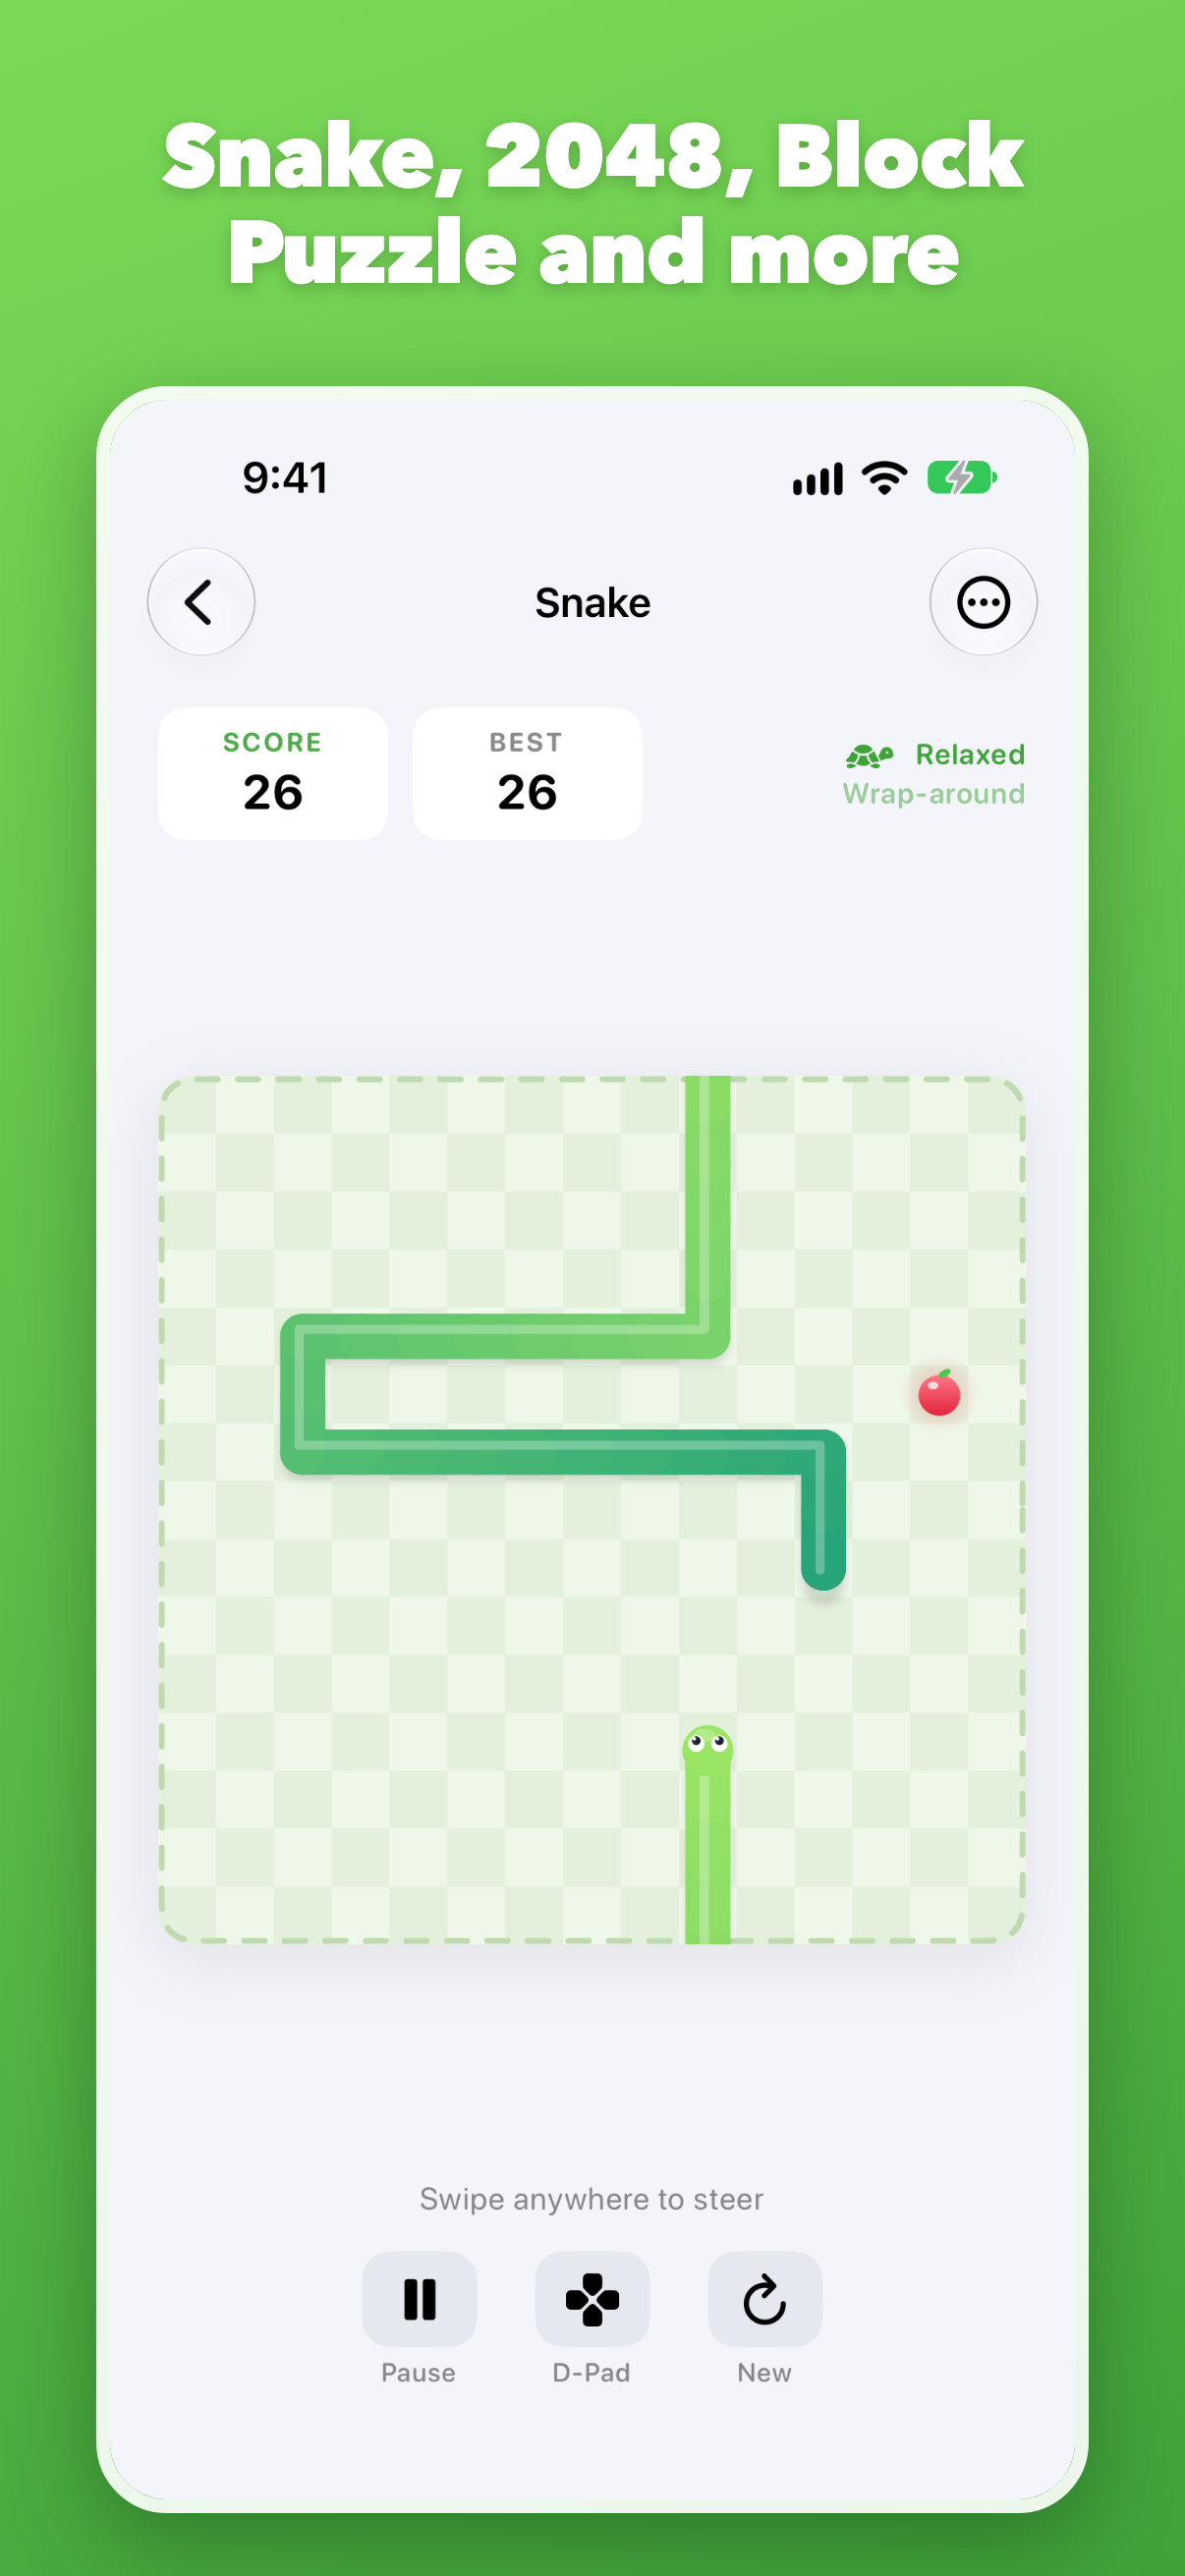 Snake, 2048, Block
Puzzle and more
9:41
Snake
SCORE
26
BEST
26
Relaxed
Wrap-around
Swipe anywhere to steer
Pause
D-Pad
New